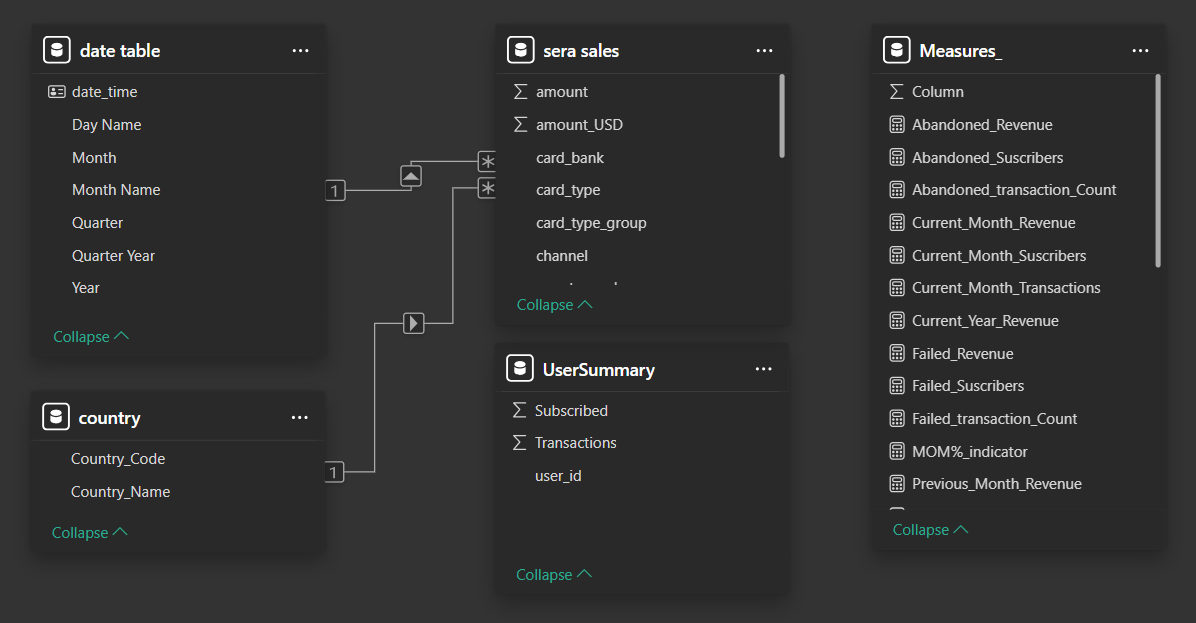 date table
date_time
Day Name
Month
Month Name
Quarter
Quarter Year
Year
Collapse
country
Country_Code
Country_Name
Collapse
1
1
*
*
sera sales
amount
amount_USD
card_bank
card_type
card_type_group
channel
Collapse
UserSummary
Subscribed
Transactions
user_id
Collapse
Measures_
Column
Abandoned_Revenue
Abandoned_Suscribers
Abandoned_transaction_Count
Current_Month_Revenue
Current_Month_Suscribers
Current_Month_Transactions
Current_Year_Revenue
Failed_Revenue
Failed_Suscribers
Failed_transaction_Count
MOM%_indicator
Previous_Month_Revenue
Collapse